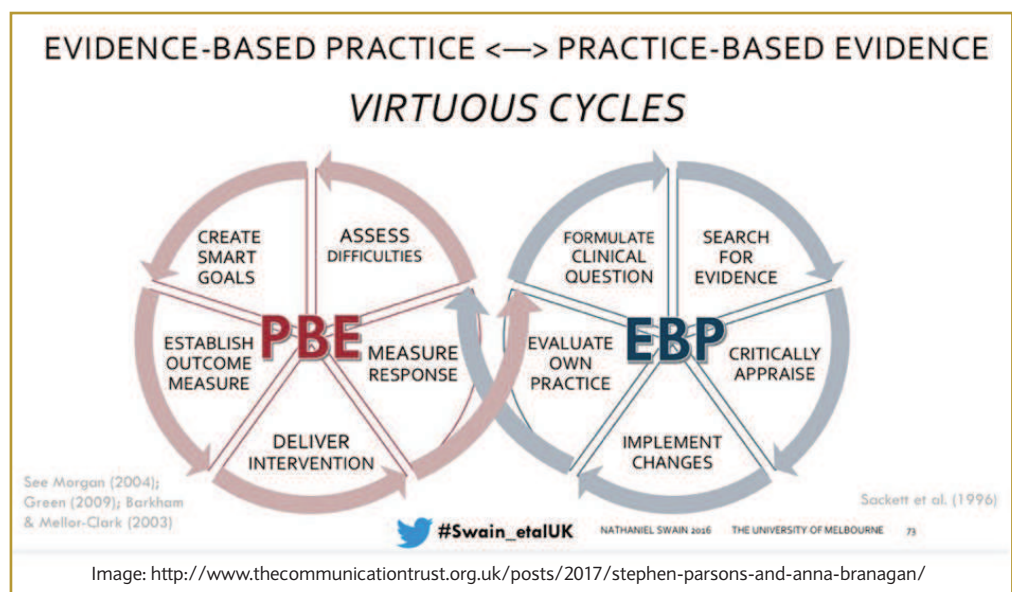 EVIDENCE-BASED PRACTICE <—> PRACTICE-BASED EVIDENCE
VIRTUOUS CYCLES
CREATE
SMART
GOALS
ASSESS
DIFFICULTIES
ESTABLISH
OUTCOME
MEASURE
PBE
MEASURE
RESPONSE
DELIVER
INTERVENTION
FORMULATE
CLINICAL
QUESTION
SEARCH
FOR
EVIDENCE
EVALUATE
OWN
PRACTICE
EBP
CRITICALLY
APPRAISE
IMPLEMENT
CHANGES
See Morgan (2004);
Green (2009); Barkham
& Mellor-Clark (2003)
Sackett et al. (1996)
#Swain_etalUK
NATHANIEL SWAIN 2016
THE UNIVERSITY OF MELBOURNE
73
Image: http://www.thecommunicationtrust.org.uk/posts/2017/stephen-parsons-and-anna-branagan/